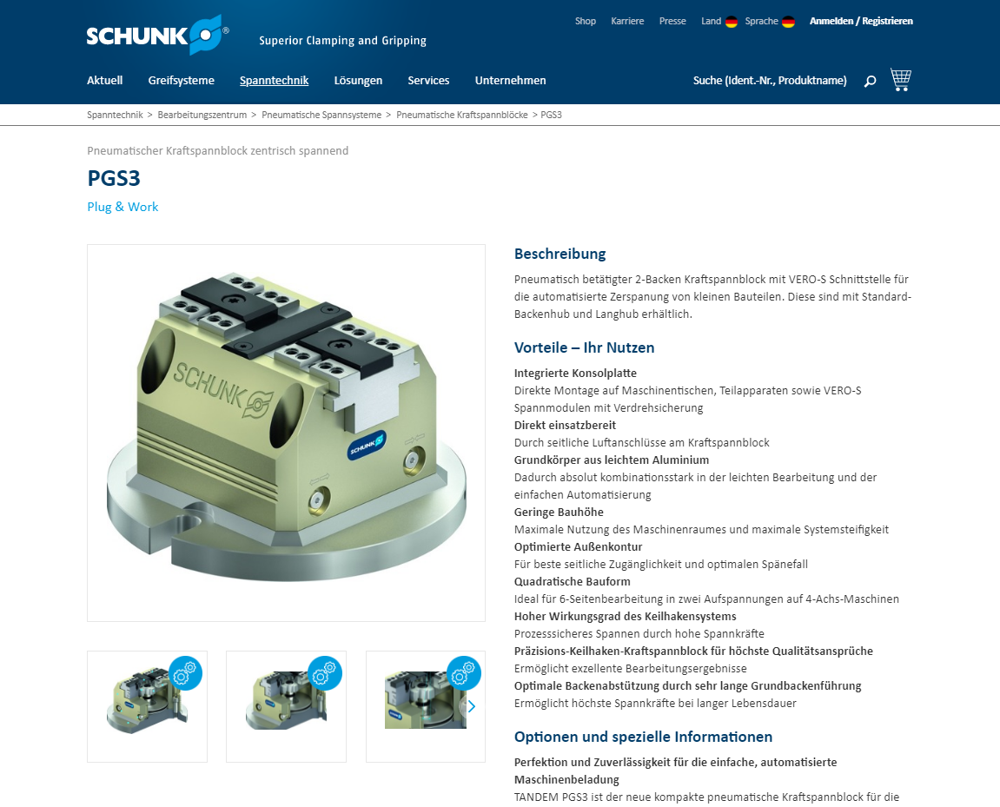 Shop Karriere Presse Land Sprache Anmelden / Registrieren
SCHUNK ®
Superior Clamping and Gripping
Aktuell Greifsysteme Spanntechnik Lösungen Services Unternehmen
Suche (Ident.-Nr., Produktname)
Spanntechnik > Bearbeitungszentrum > Pneumatische Spannsysteme > Pneumatische Kraftspannblöcke > PGS3
Pneumatischer Kraftspannblock zentrisch spannend
PGS3
Plug & Work
SCHUNK
SCHUNK
Beschreibung
Pneumatisch betätigter 2-Backen Kraftspannblock mit VERO-S Schnittstelle für
die automatisierte Zerspanung von kleinen Bauteilen. Diese sind mit Standard-
Backenhub und Langhub erhältlich.
Vorteile – Ihr Nutzen
Integrierte Konsolplatte
Direkte Montage auf Maschinentischen, Teilapparaten sowie VERO-S
Spannmodulen mit Verdrehsicherung
Direkt einsatzbereit
Durch seitliche Luftanschlüsse am Kraftspannblock
Grundkörper aus leichtem Aluminium
Dadurch absolut kombinationsstark in der leichten Bearbeitung und der
einfachen Automatisierung
Geringe Bauhöhe
Maximale Nutzung des Maschinenraumes und maximale Systemsteifigkeit
Optimierte Außenkontur
Für beste seitliche Zugänglichkeit und optimalen Spänefall
Quadratische Bauform
Ideal für 6-Seitenbearbeitung in zwei Aufspannungen auf 4-Achs-Maschinen
Hoher Wirkungsgrad des Keilhakensystems
Prozesssicheres Spannen durch hohe Spannkräfte
Präzisions-Keilhaken-Kraftspannblock für höchste Qualitätsansprüche
Ermöglicht exzellente Bearbeitungsergebnisse
Optimale Backenabstützung durch sehr lange Grundbackenführung
Ermöglicht höchste Spannkräfte bei langer Lebensdauer
Optionen und spezielle Informationen
Perfektion und Zuverlässigkeit für die einfache, automatisierte
Maschinenbeladung
TANDEM PGS3 ist der neue kompakte pneumatische Kraftspannblock für die